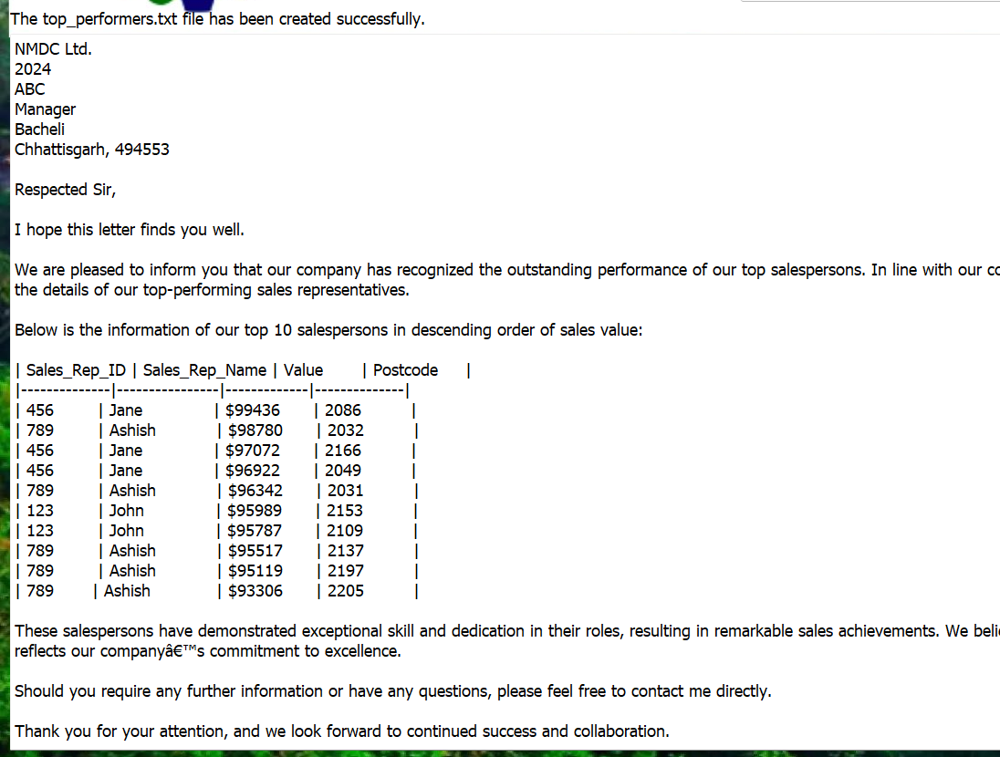 The top_performers.txt file has been created successfully.
NMDC Ltd.
2024
ABC
Manager
Bacheli
Chhattisgarh, 494553
Respected Sir,
I hope this letter finds you well.
We are pleased to inform you that our company has recognized the outstanding performance of our top salespersons. In line with our
the details of our top-performing sales representatives.
Below is the information of our top 10 salespersons in descending order of sales value:
| Sales_Rep_ID | Sales_Rep_Name | Value | Postcode |
|--------------|----------------|-------------|--------------|
| 456 | Jane | $99436 | 2086 |
| 789 | Ashish | $98780 | 2032 |
| 456 | Jane | $97072 | 2166 |
| 456 | Jane | $96922 | 2049 |
| 789 | Ashish | $96342 | 2031 |
| 123 | John | $95989 | 2153 |
| 123 | John | $95787 | 2109 |
| 789 | Ashish | $95517 | 2137 |
| 789 | Ashish | $95119 | 2197 |
| 789 | Ashish | $93306 | 2205 |
These salespersons have demonstrated exceptional skill and dedication in their roles, resulting in remarkable sales achievements. We
reflects our companyâ€™s commitment to excellence.
Should you require any further information or have any questions, please feel free to contact me directly.
Thank you for your attention, and we look forward to continued success and collaboration.